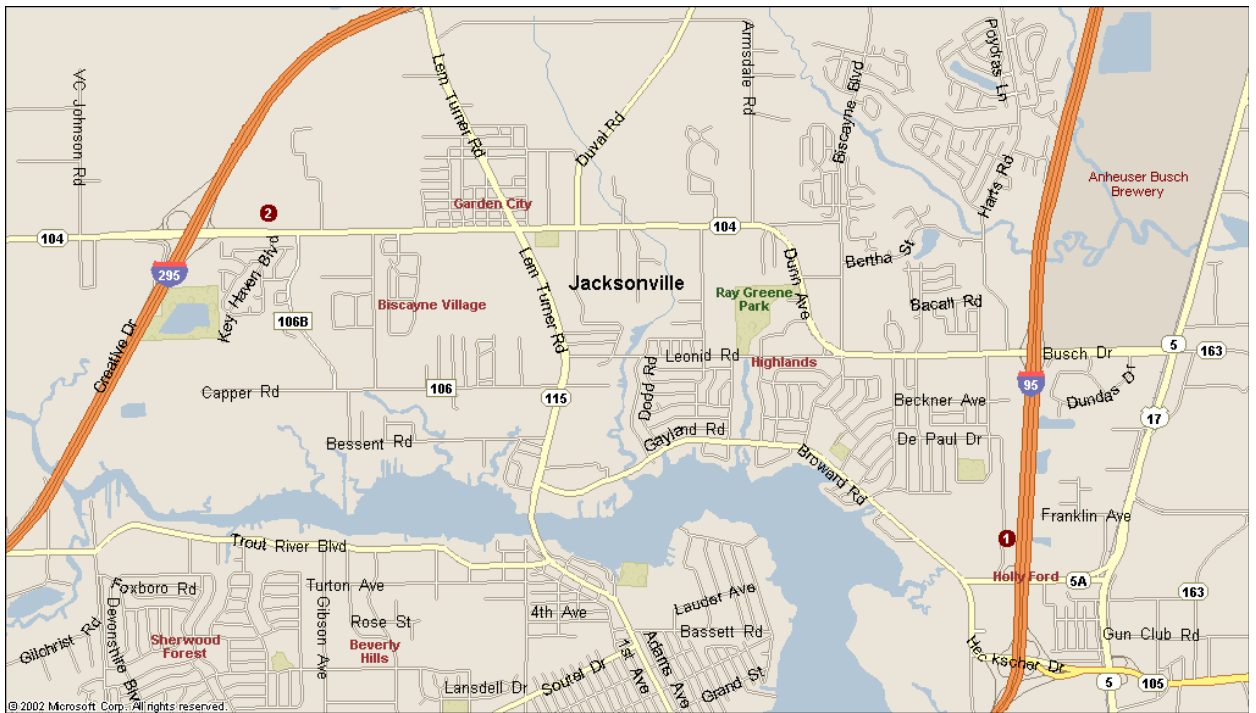 Armsdale Rd
Poydras Ln
Lem Turner Rd
Biscayne Blvd
VC Johnson Rd
Duval Rd
Harts Rd
Anheuser Busch
Brewery
Garden City
2
104
104
Key Haven Blvd
Dunn Ave
Bertha St
295
Lem Turner Rd
Jacksonville
Ray Greene
Park
Biscayne Village
Bacall Rd
106B
Creative Dr
Leonid Rd
Highlands
Busch Dr
5
163
Dodd Rd
Capper Rd
106
115
95
Beckner Ave
Dundas Dr
17
Bessent Rd
Gayla
nd Rd
De Paul Dr
Broward Rd
Franklin Ave
Trout River Blvd
1
Holly Ford
5A
163
Foxboro Rd
Turton Ave
Lauder Ave
4th Ave
Devonshire Blvd
Gibson Ave
Rose St
Bassett Rd
Gilchrist Rd
Sherwood
Forest
Beverly
Hills
1st Ave
Adams Ave
Gun Club Rd
Heckscher Dr
Soutel Dr
Grand St
Lansdell Dr
5
105
© 2002 Microsoft Corp. All rights reserved.